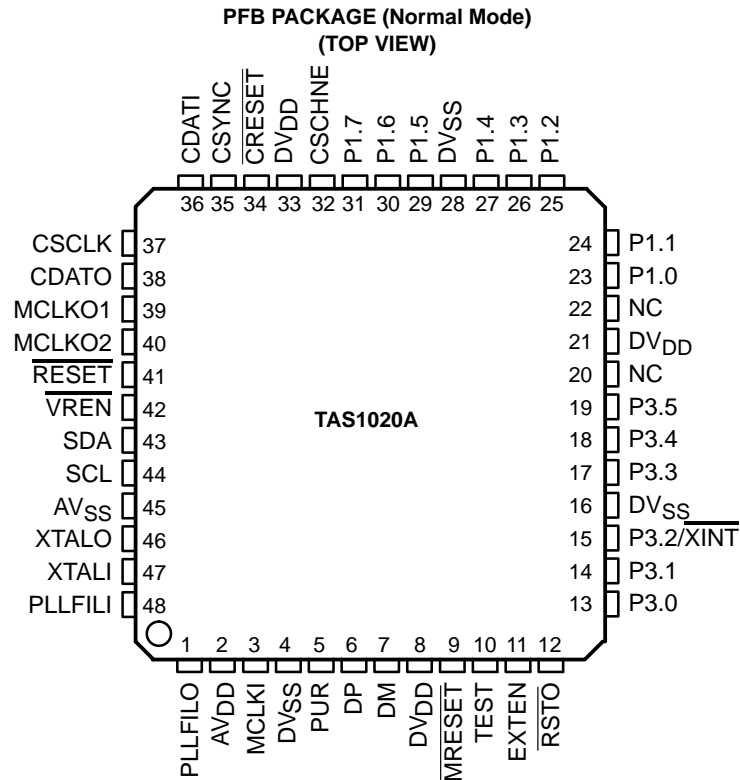 PFB PACKAGE (Normal Mode)
(TOP VIEW)
CDATI
CSYNC
CRESET
DVDD
CSCHNE
P1.7
P1.6
P1.5
DVSS
P1.4
P1.3
P1.2
36 35 34 33 32 31 30 29 28 27 26 25
CSCLK 37
CDATO 38
MCLKO1 39
MCLKO2 40
RESET 41
VREN 42
SDA 43
SCL 44
AVSS 45
XTALO 46
XTALI 47
PLLFILI 48
TAS1020A
24 P1.1
23 P1.0
22 NC
21 DVDD
20 NC
19 P3.5
18 P3.4
17 P3.3
16 DVSS
15 P3.2/XINT
14 P3.1
13 P3.0
1 2 3 4 5 6 7 8 9 10 11 12
PLLFILO
AVDD
MCLKI
DVSS
PUR
DP
DM
DVDD
MRESET
TEST
EXTEN
RSTO